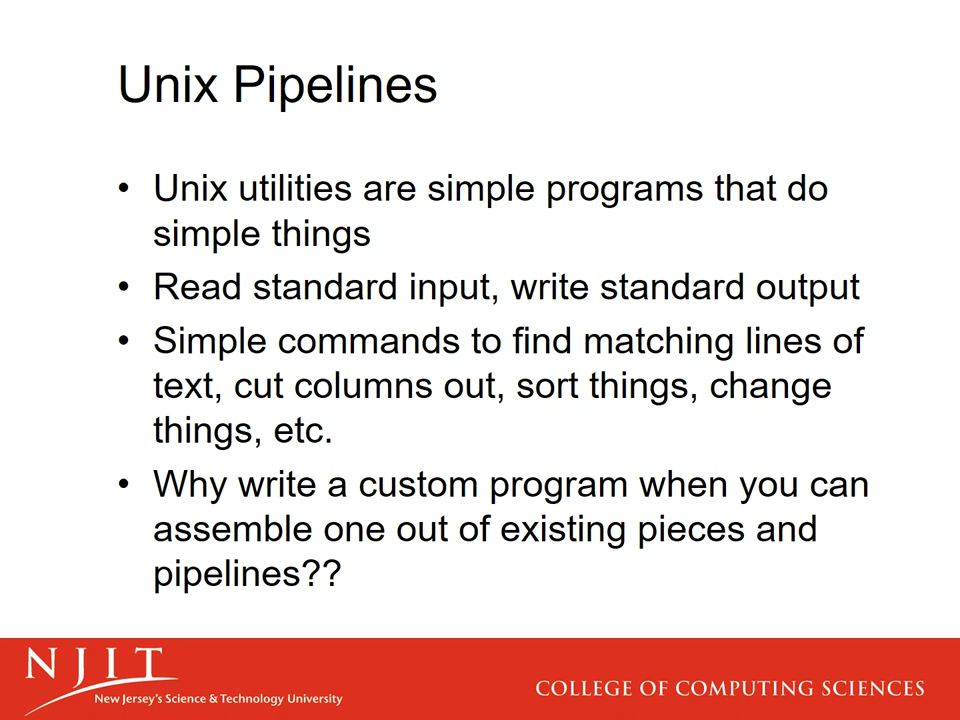 Unix Pipelines
• Unix utilities are simple programs that do
simple things
• Read standard input, write standard output
• Simple commands to find matching lines of
text, cut columns out, sort things, change
things, etc.
• Why write a custom program when you can
assemble one out of existing pieces and
pipelines??
NJIT
New Jersey's Science & Technology University
COLLEGE OF COMPUTING SCIENCES